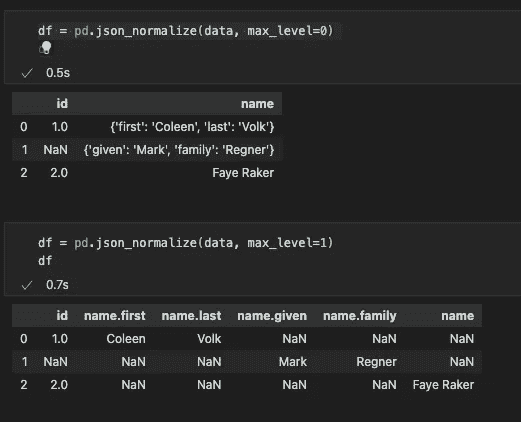 df = pd.json_normalize(data, max_level=0)
0.5s
id name
0 1.0 {'first': 'Coleen', 'last': 'Volk'}
1 NaN {'given': 'Mark', 'family': 'Regner'}
2 2.0 Faye Raker
df = pd.json_normalize(data, max_level=1)
df
0.7s
id name.first name.last name.given name.family name
0 1.0 Coleen Volk NaN NaN NaN
1 NaN NaN NaN Mark Regner NaN
2 2.0 NaN NaN NaN NaN Faye Raker